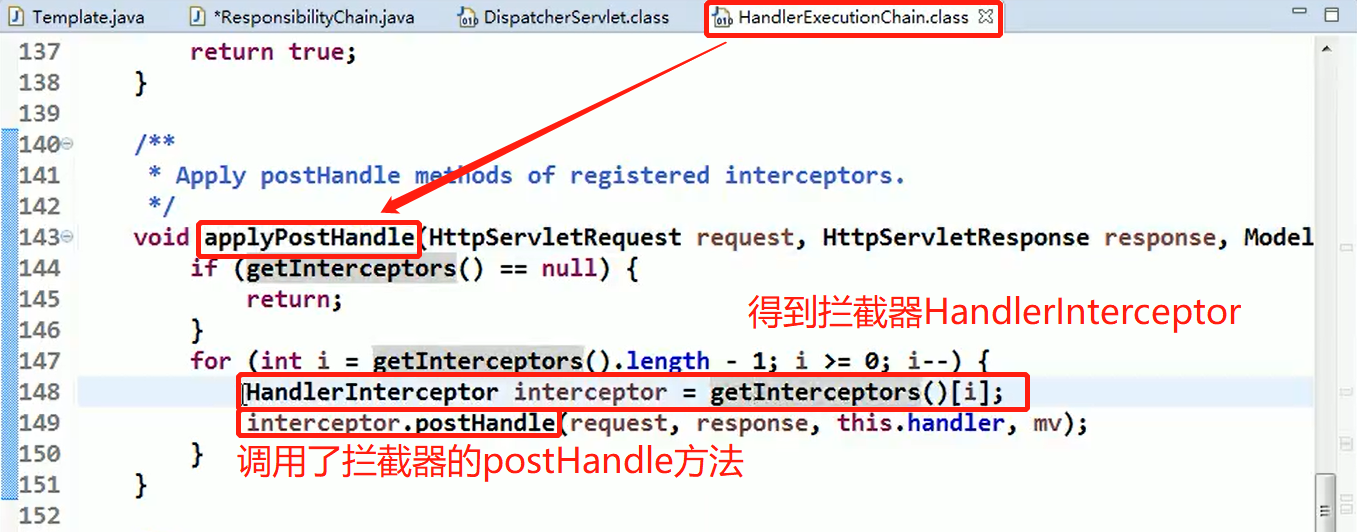 Template.java *ResponsibilityChain.java DispatcherServlet.class HandlerExecutionChain.class
137 return true;
138 }
139
140 /**
141 * Apply postHandle methods of registered interceptors.
142 */
143 void applyPostHandle(HttpServletRequest request, HttpServletResponse response, Model
144 if (getInterceptors() == null) {
145 return;
得到拦截器HandlerInterceptor
146 }
147 for (int i = getInterceptors().length - 1; i >= 0; i--) {
148 HandlerInterceptor interceptor = getInterceptors()[i];
149 interceptor.postHandle(request, response, this.handler, mv);
150 }
调用了拦截器的postHandle方法
151 }
152